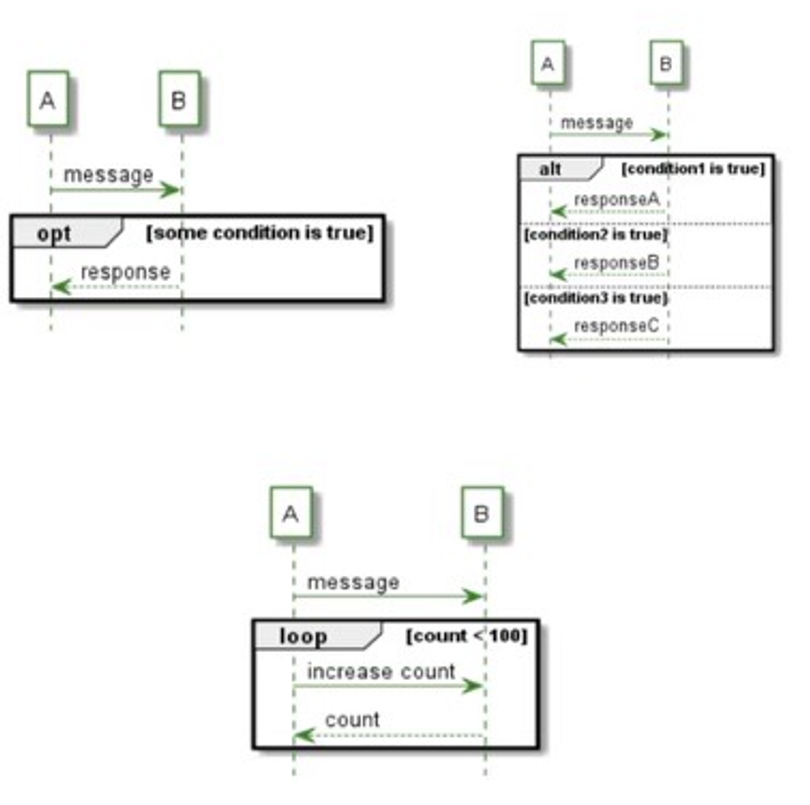 A B
message
opt [some condition is true]
response
A B
message
alt [condition1 is true]
responseA
[condition2 is true]
responseB
[condition3 is true]
responseC
A B
message
loop [count < 100]
increase count
count